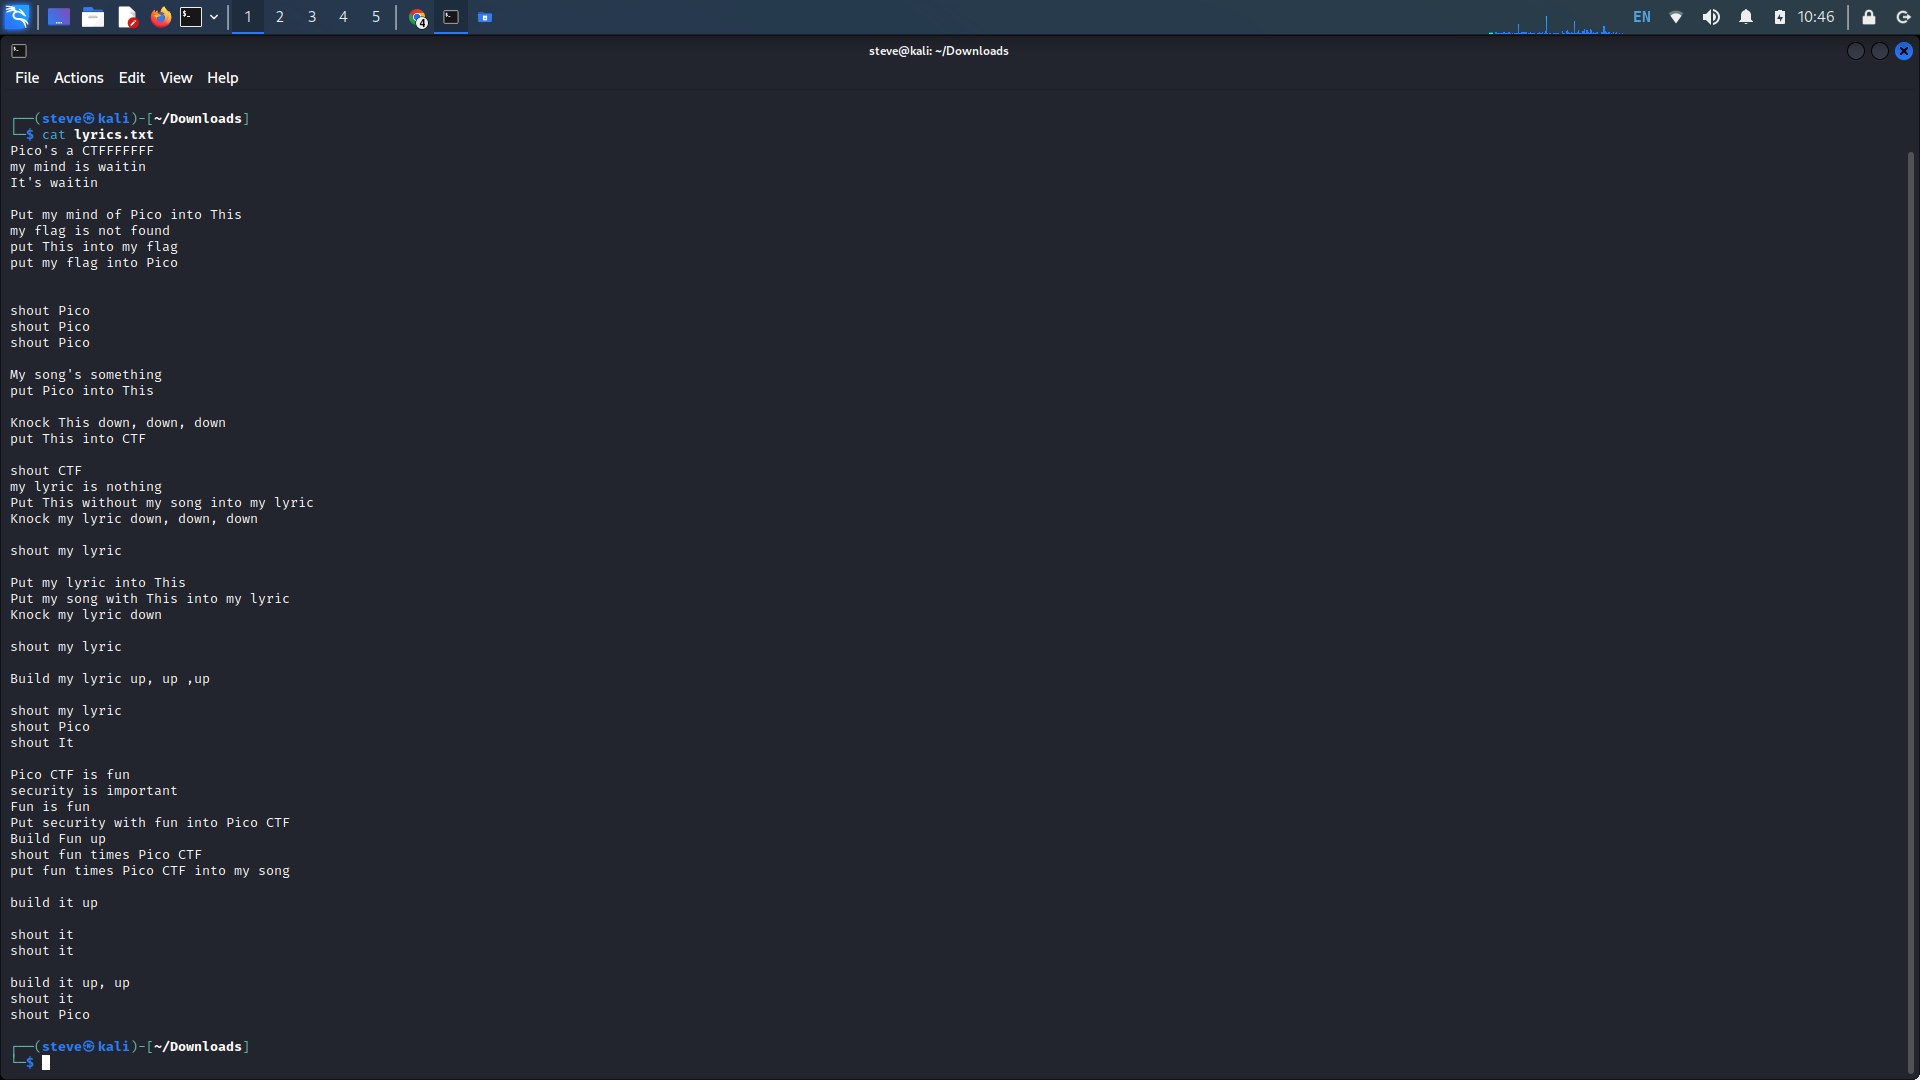 1 2 3 4 5 4 EN 10:46
steve@kali: ~/Downloads
File Actions Edit View Help
┌──(steve㉿kali)-[~/Downloads]
└─$ cat lyrics.txt
Pico's a CTFFFFFFF
my mind is waitin
It's waitin
Put my mind of Pico into This
my flag is not found
put This into my flag
put my flag into Pico
shout Pico
shout Pico
shout Pico
My song's something
put Pico into This
Knock This down, down, down
put This into CTF
shout CTF
my lyric is nothing
Put This without my song into my lyric
Knock my lyric down, down, down
shout my lyric
Put my lyric into This
Put my song with This into my lyric
Knock my lyric down
shout my lyric
Build my lyric up, up ,up
shout my lyric
shout Pico
shout It
Pico CTF is fun
security is important
Fun is fun
Put security with fun into Pico CTF
Build Fun up
shout fun times Pico CTF
put fun times Pico CTF into my song
build it up
shout it
shout it
build it up, up
shout it
shout Pico
┌──(steve㉿kali)-[~/Downloads]
└─$